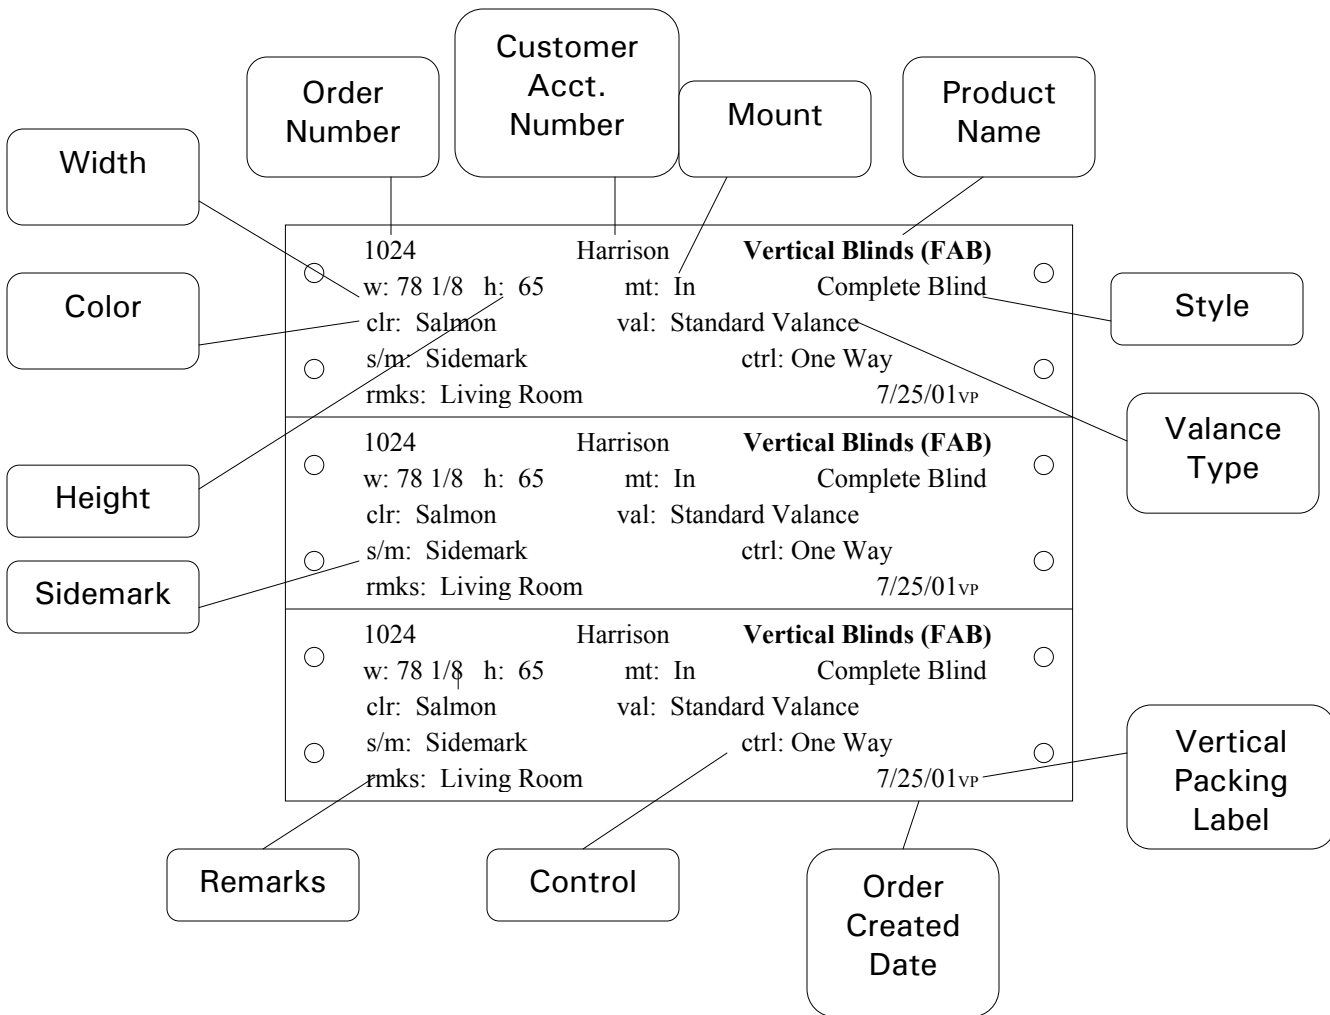 Customer
Acct.
Number
Order
Number
Mount
Product
Name
Width
1024 Harrison Vertical Blinds (FAB)
w: 78 1/8 h: 65 mt: In Complete Blind
clr: Salmon val: Standard Valance
s/m: Sidemark ctrl: One Way
rmks: Living Room 7/25/01VP
Color
Style
Height
Valance
Type
1024 Harrison Vertical Blinds (FAB)
w: 78 1/8 h: 65 mt: In Complete Blind
clr: Salmon val: Standard Valance
s/m: Sidemark ctrl: One Way
rmks: Living Room 7/25/01VP
Sidemark
1024 Harrison Vertical Blinds (FAB)
w: 78 1/8 h: 65 mt: In Complete Blind
clr: Salmon val: Standard Valance
s/m: Sidemark ctrl: One Way
rmks: Living Room 7/25/01VP
Vertical
Packing
Label
Remarks
Control
Order
Created
Date